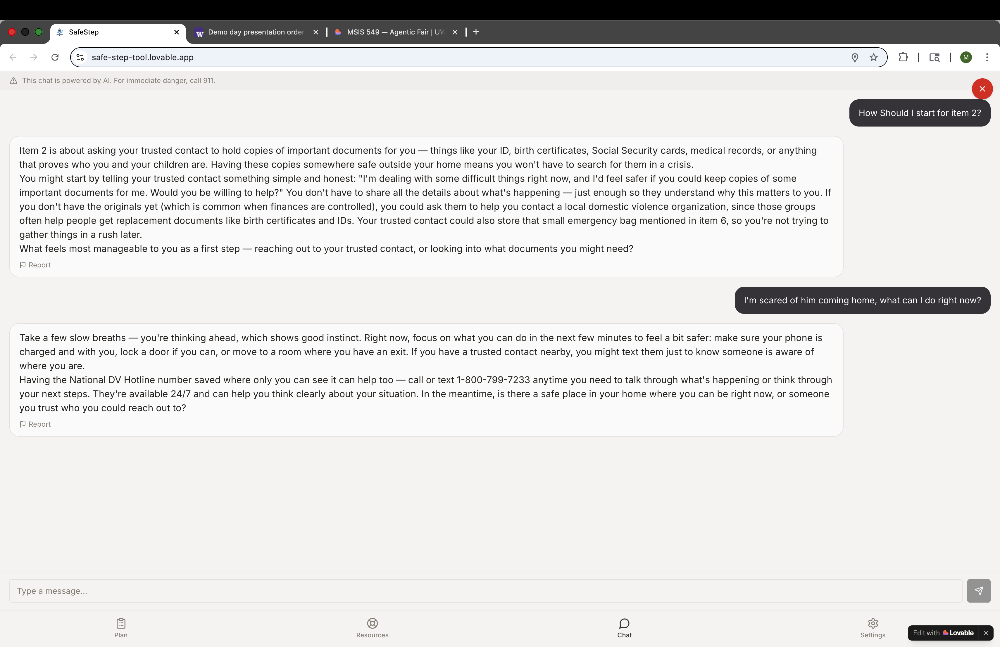 SafeStep
Demo day presentation order
MSIS 549 — Agentic Fair | UW
safe-step-tool.lovable.app
M
This chat is powered by AI. For immediate danger, call 911.
How Should I start for item 2?
Item 2 is about asking your trusted contact to hold copies of important documents for you — things like your ID, birth certificates, Social Security cards, medical records, or anything
that proves who you and your children are. Having these copies somewhere safe outside your home means you won't have to search for them in a crisis.
You might start by telling your trusted contact something simple and honest: "I'm dealing with some difficult things right now, and I'd feel safer if you could keep copies of some
important documents for me. Would you be willing to help?" You don't have to share all the details about what's happening — just enough so they understand why this matters to you. If
you don't have the originals yet (which is common when finances are controlled), you could ask them to help you contact a local domestic violence organization, since those groups
often help people get replacement documents like birth certificates and IDs. Your trusted contact could also store that small emergency bag mentioned in item 6, so you're not trying to
gather things in a rush later.
What feels most manageable to you as a first step — reaching out to your trusted contact, or looking into what documents you might need?
Report
I'm scared of him coming home, what can I do right now?
Take a few slow breaths — you're thinking ahead, which shows good instinct. Right now, focus on what you can do in the next few minutes to feel a bit safer: make sure your phone is
charged and with you, lock a door if you can, or move to a room where you have an exit. If you have a trusted contact nearby, you might text them just to know someone is aware of
where you are.
Having the National DV Hotline number saved where only you can see it can help too — call or text 1-800-799-7233 anytime you need to talk through what's happening or think through
your next steps. They're available 24/7 and can help you think clearly about your situation. In the meantime, is there a safe place in your home where you can be right now, or someone
you trust who you could reach out to?
Report
Type a message...
Plan
Resources
Chat
Settings
Edit with Lovable